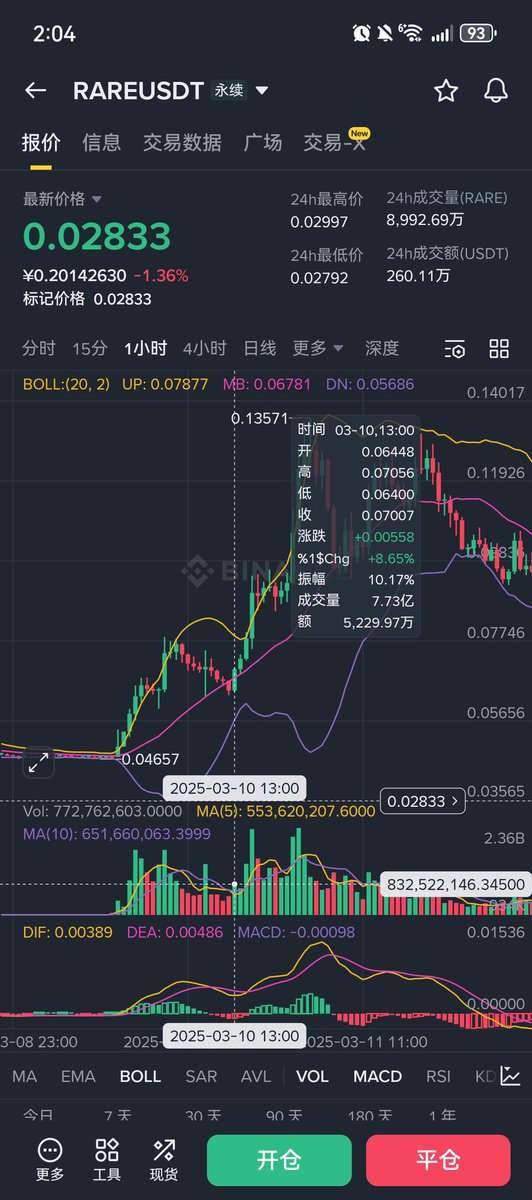 2:04
6+
93
RAREUSDT 永续
报价 信息 交易数据 广场 交易-X New
最新价格
0.02833
¥0.20142630 -1.36%
标记价格 0.02833
24h最高价
0.02997
24h最低价
0.02792
24h成交量(RARE)
8,992.69万
24h成交额(USDT)
260.11万
分时 15分 1小时 4小时 日线 更多 深度
BOLL:(20, 2) UP: 0.07877 MB: 0.06781 DN: 0.05686
0.14017
0.13571
时间 03-10,13:00
开 0.06448
高 0.07056
低 0.06400
收 0.07007
涨跌 +0.00558
%1$Chg +8.65%
振幅 10.17%
成交量 7.73亿
额 5,229.97万
0.11926
0.07746
0.05656
0.04657
0.03565
2025-03-10 13:00
0.02833
Vol: 772,762,603.0000 MA(5): 553,620,207.6000
MA(10): 651,660,063.3999
2.36B
832,522,146.34500
DIF: 0.00389 DEA: 0.00486 MACD: -0.00098
0.01536
0.00000
3-08 23:00 2025- 2025-03-10 13:00 025-03-11 11:00
MA EMA BOLL SAR AVL VOL MACD RSI KD
今日 7天 30天 90天 180天 1年
更多 工具 现货 开仓 平仓